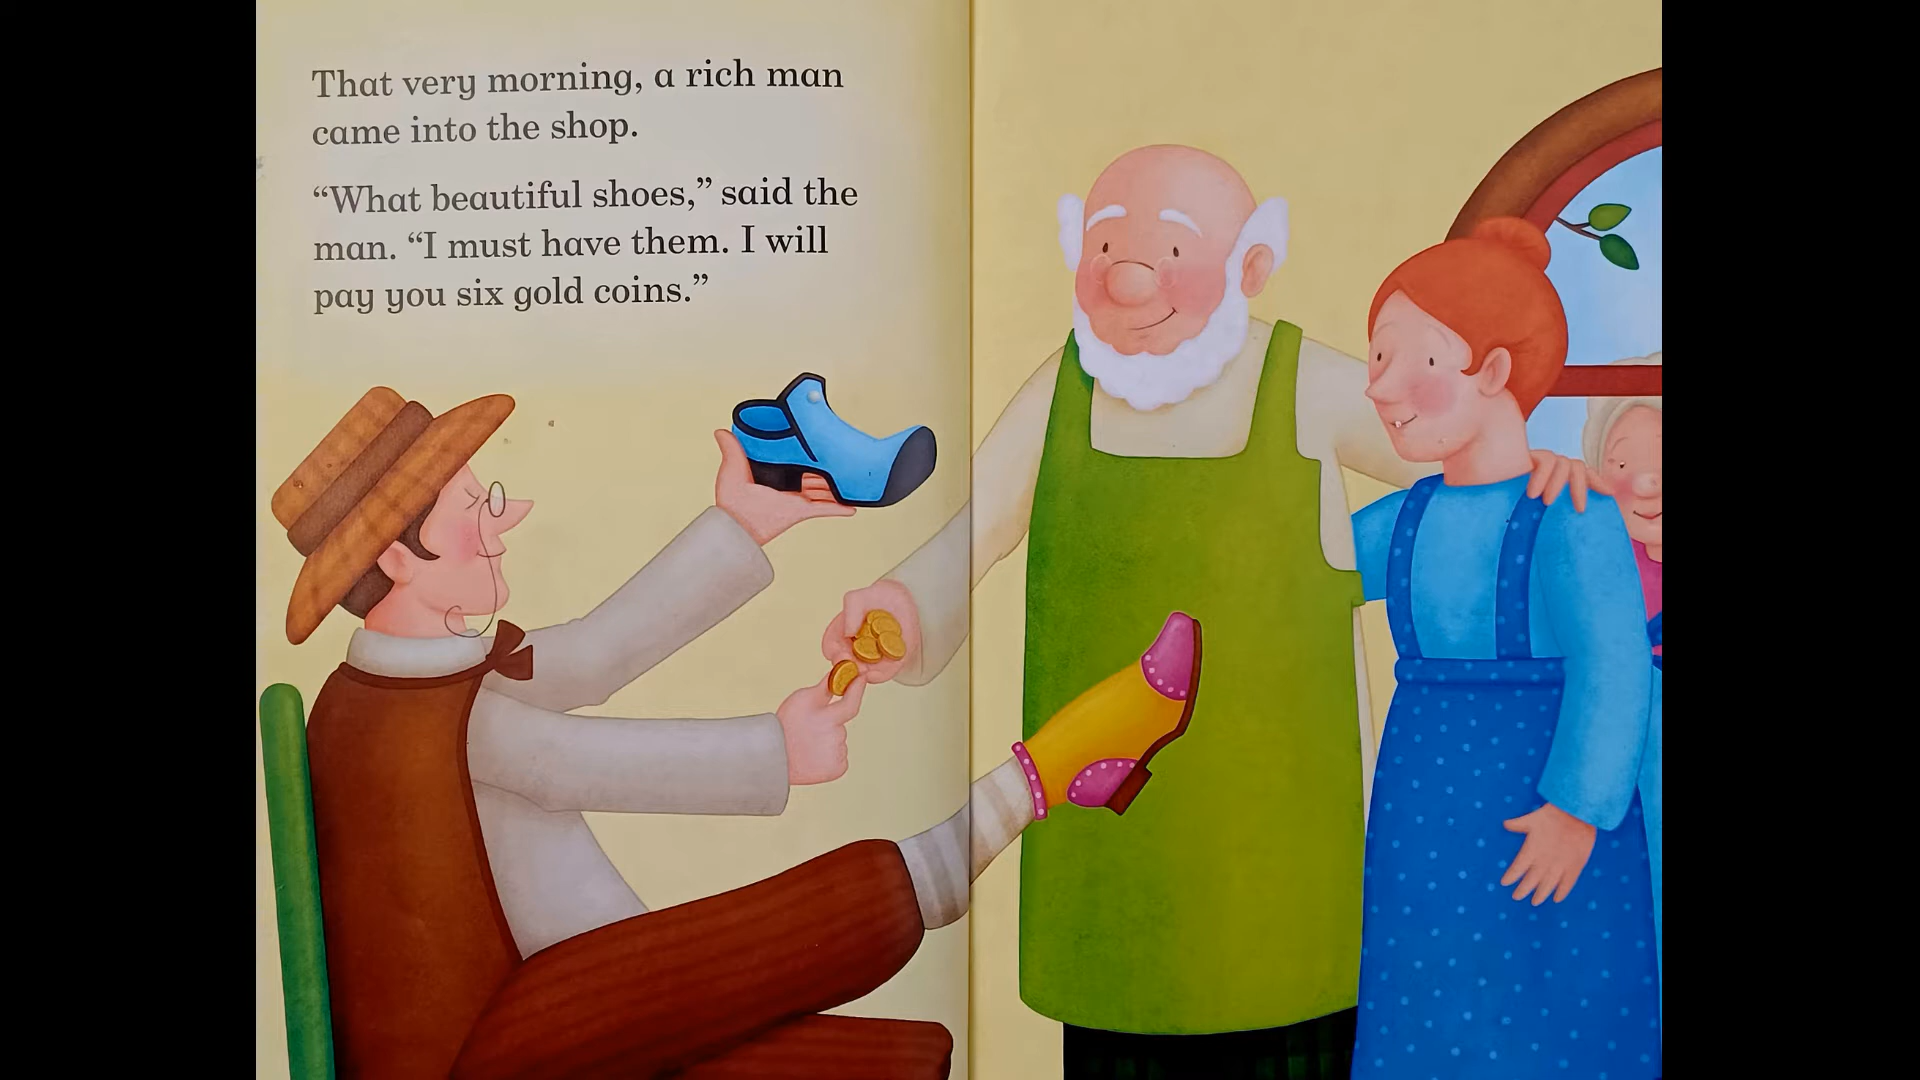 That very morning, a rich man
came into the shop.
“What beautiful shoes,” said the
man. “I must have them. I will
pay you six gold coins.”